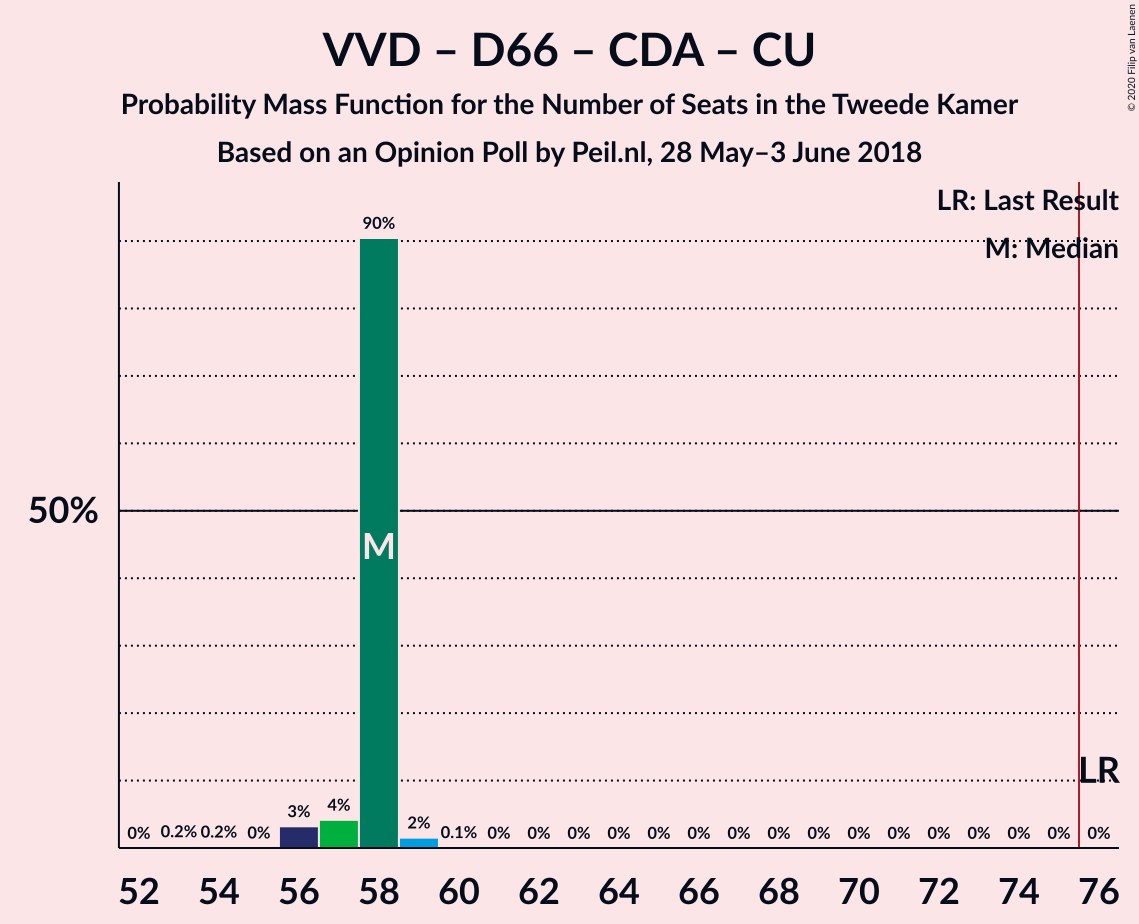 VVD – D66 – CDA – CU
Probability Mass Function for the Number of Seats in the Tweede Kamer
Based on an Opinion Poll by Peil.nl, 28 May–3 June 2018
© 2020 Filip van Laenen
LR: Last Result
M: Median
90%
50%
M
LR
0% 0.2% 0.2% 0% 3% 4% 2% 0.1% 0% 0% 0% 0% 0% 0% 0% 0% 0% 0% 0% 0% 0% 0% 0% 0%
52 54 56 58 60 62 64 66 68 70 72 74 76